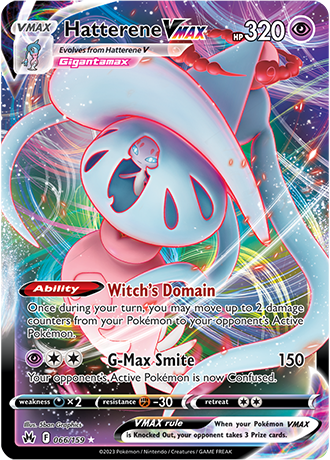 VMAX
Hatterene VMAX
HP 320
Evolves from Hatterene V
Gigantamax
Ability Witch's Domain
Once during your turn, you may move up to 2 damage
counters from your Pokémon to your opponent's Active
Pokémon.
G-Max Smite 150
Your opponent's Active Pokémon is now Confused.
weakness ×2 resistance -30 retreat
Illus. 5ban Graphics
F 066/159 ★
VMAX rule When your Pokémon VMAX
is Knocked Out, your opponent takes 3 Prize cards.
©2023 Pokémon / Nintendo / Creatures / GAME FREAK